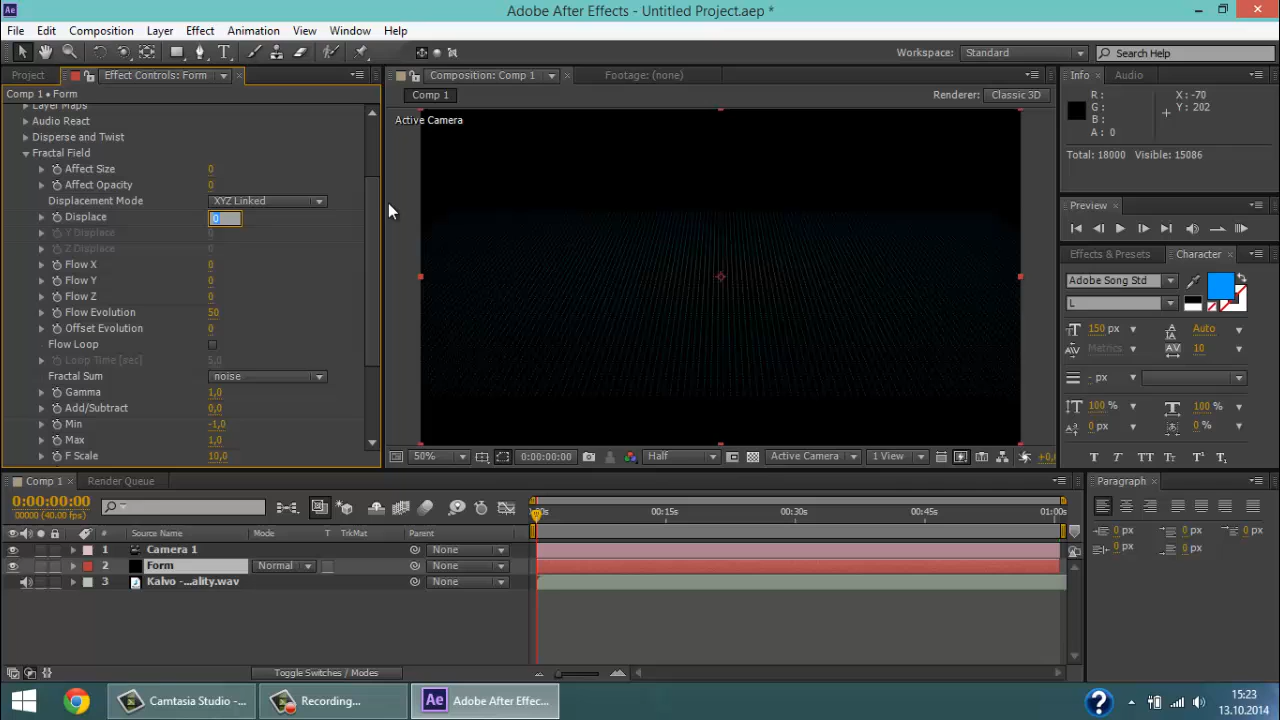 Ae
Adobe After Effects - Untitled Project.aep *
File Edit Composition Layer Effect Animation View Window Help
Workspace: Standard
Search Help
Project
Effect Controls: Form
Composition: Comp 1
Footage: (none)
Info
Audio
Comp 1 • Form
Comp 1
Renderer: Classic 3D
Layer Maps
Audio React
Disperse and Twist
Fractal Field
Affect Size 0
Affect Opacity 0
Displacement Mode XYZ Linked
Displace 0
Y Displace 0
Z Displace 0
Flow X 0
Flow Y 0
Flow Z 0
Flow Evolution 50
Offset Evolution 0
Flow Loop
Loop Time [rec] 5,0
Fractal Sum noise
Gamma 1,0
Add/Subtract 0,0
Min -1,0
Max 1,0
F Scale 10,0
Active Camera
50%
0:00:00:00
Half
Active Camera
1 View
+0,
R :
G :
B :
A : 0
X : -70
Y : 202
Total: 18000 Visible: 15086
Preview
Effects & Presets
Character
Adobe Song Std
L
150 px
Auto
Metrics
10
- px
100 %
100 %
0 px
0 %
T T TT Tт T¹ T₁
Comp 1
Render Queue
0:00:00:00
00000 (40.00 fps)
# Source Name Mode T TrkMat Parent
1 Camera 1 None
2 Form Normal None
3 Kalvo -...ality.wav None
00:15s
00:30s
00:45s
01:00s
Toggle Switches / Modes
Paragraph
0 px
0 px
0 px
0 px
0 px
Camtasia Studio -...
Recording...
Ae
Adobe After Effec...
?
15:23
13.10.2014